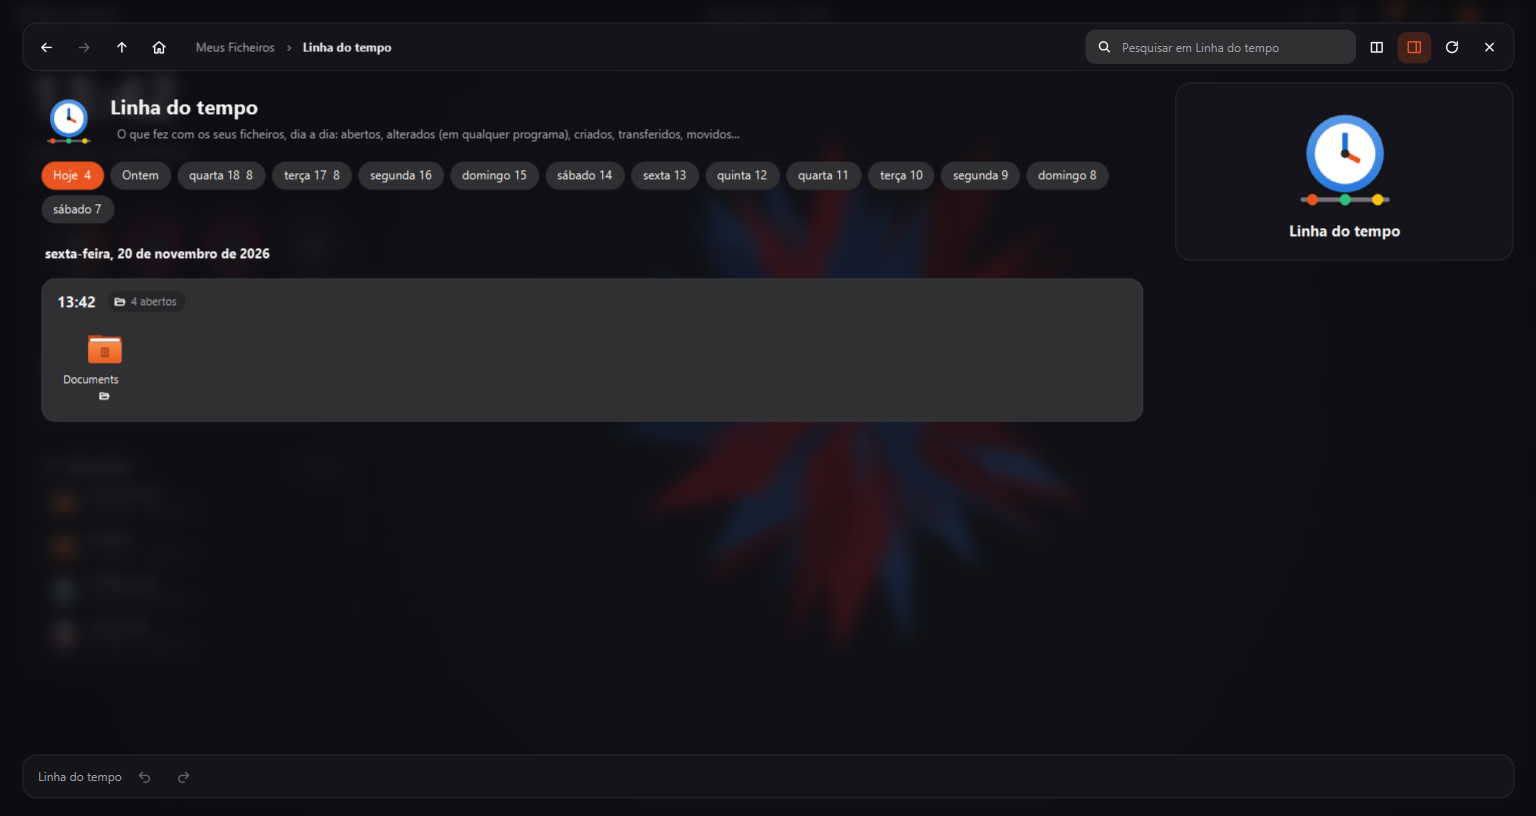 Meus Ficheiros › Linha do tempo
Pesquisar em Linha do tempo
Linha do tempo
O que fez com os seus ficheiros, dia a dia: abertos, alterados (em qualquer programa), criados, transferidos, movidos...
Hoje 4 Ontem quarta 18 8 terça 17 8 segunda 16 domingo 15 sábado 14 sexta 13 quinta 12 quarta 11 terça 10 segunda 9 domingo 8
sábado 7
Linha do tempo
sexta-feira, 20 de novembro de 2026
13:42 4 abertos
Documents
Linha do tempo